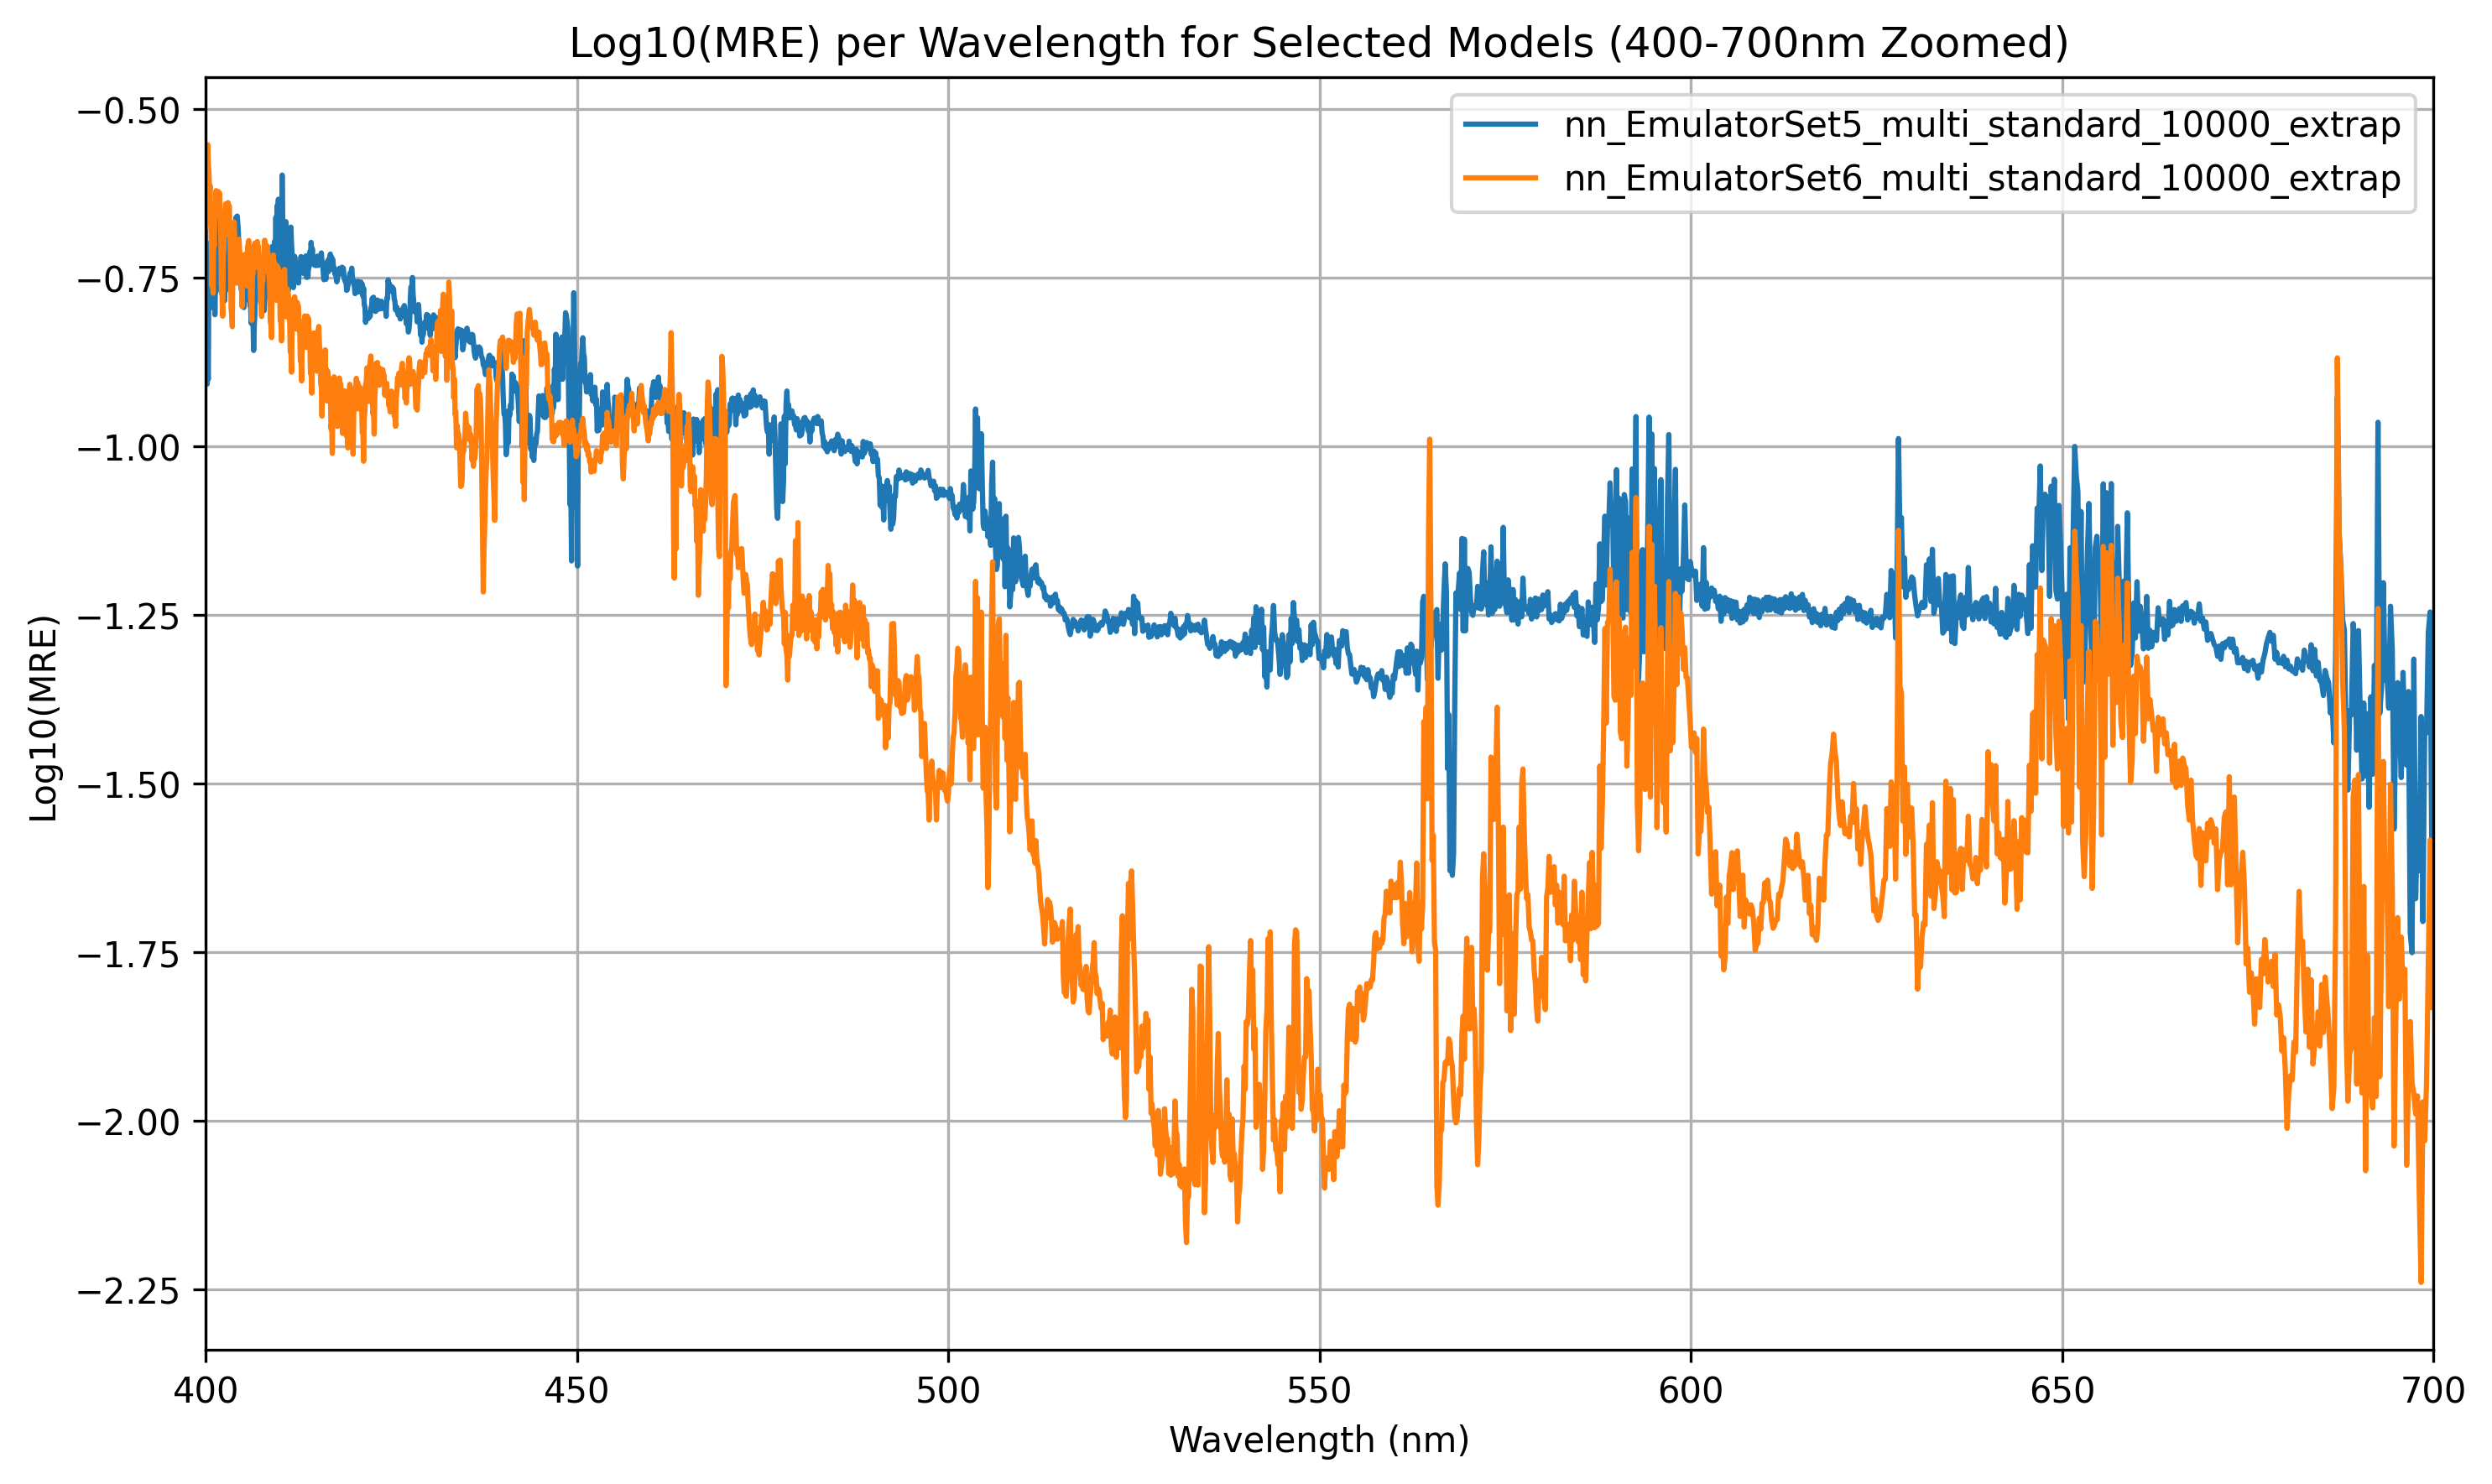 Log10(MRE) per Wavelength for Selected Models (400-700nm Zoomed)
nn_EmulatorSet5_multi_standard_10000_extrap
nn_EmulatorSet6_multi_standard_10000_extrap
Log10(MRE)
−0.50
−0.75
−1.00
−1.25
−1.50
−1.75
−2.00
−2.25
400 450 500 550 600 650 700
Wavelength (nm)